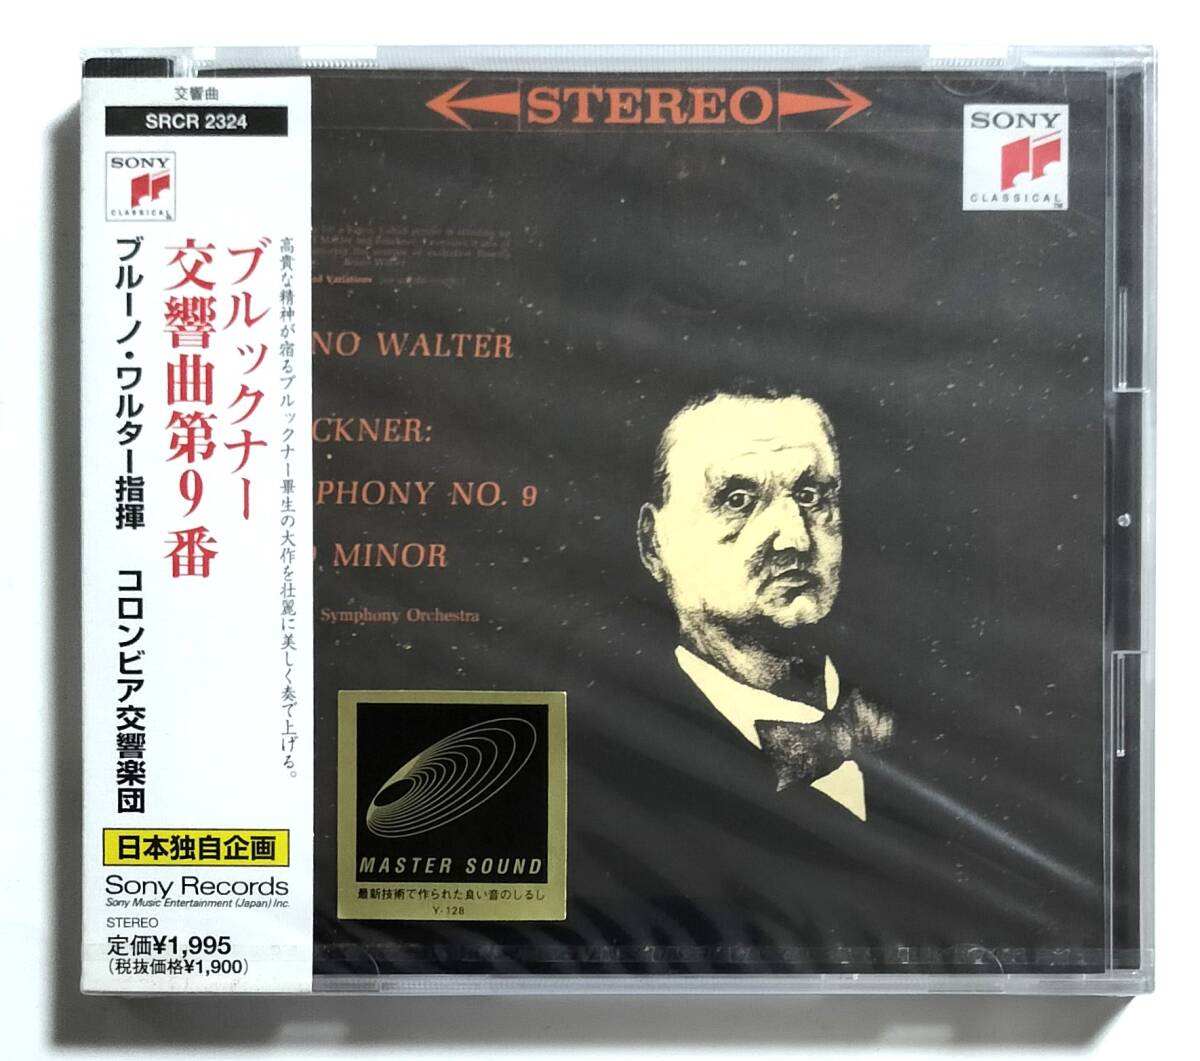 交響曲
SRCR 2324
SONY
CLASSICAL
高貴な精神が宿るブルックナー畢生の大作を壮麗に美しく奏で上げる。
ブルックナー
交響曲第9番
ブルーノ・ワルター指揮 コロンビア交響楽団
日本独自企画
Sony Records
Sony Music Entertainment (Japan) Inc.
STEREO
定価¥1,995
(税抜価格¥1,900)
STEREO
SONY
CLASSICAL
TM
Bruno Walter
and Variations
NO WALTER
CKNER:
PHONY NO. 9
MINOR
Symphony Orchestra
MASTER SOUND
最新技術で作られた良い音のしるし
Y-128